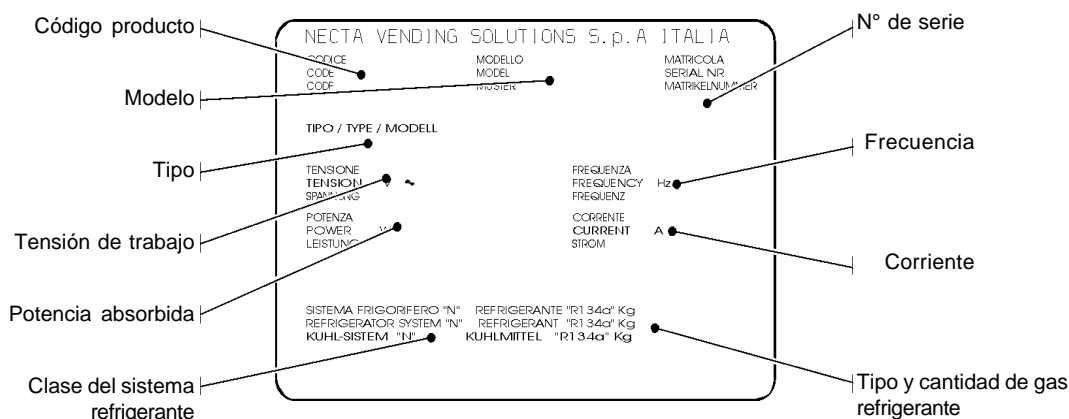 Código producto
Modelo
Tipo
Tensión de trabajo
Potencia absorbida
Clase del sistema
refrigerante
NECTA VENDING SOLUTIONS S.p.A ITALIA
CODICE
CODE
CODE
MODELLO
MODEL
MUSTER
MATRICOLA
SERIAL NR
MATRIKELNUMMER
TIPO / TYPE / MODELL
TENSIONE
TENSION V ~
SPANNUNG
FREQUENZA
FREQUENCY Hz
FREQUENZ
POTENZA
POWER W
LEISTUNG
CORRENTE
CURRENT A
STROM
SISTEMA FRIGORIFERO "N" REFRIGERANTE "R134a" Kg
REFRIGERATOR SYSTEM "N" REFRIGERANT "R134a" Kg
KUHL-SISTEM "N" KUHLMITTEL "R134a" Kg
N° de serie
Frecuencia
Corriente
Tipo y cantidad de gas
refrigerante